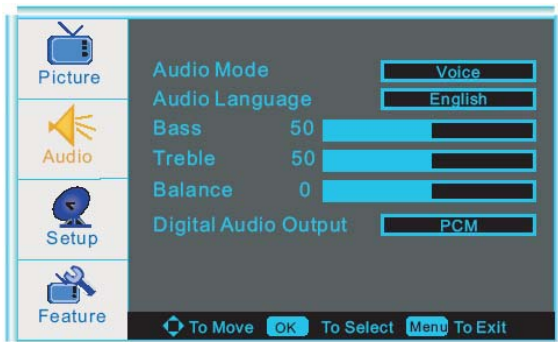 Picture
Audio
Setup
Feature
Audio Mode Voice
Audio Language English
Bass 50
Treble 50
Balance 0
Digital Audio Output PCM
To Move OK To Select Menu To Exit